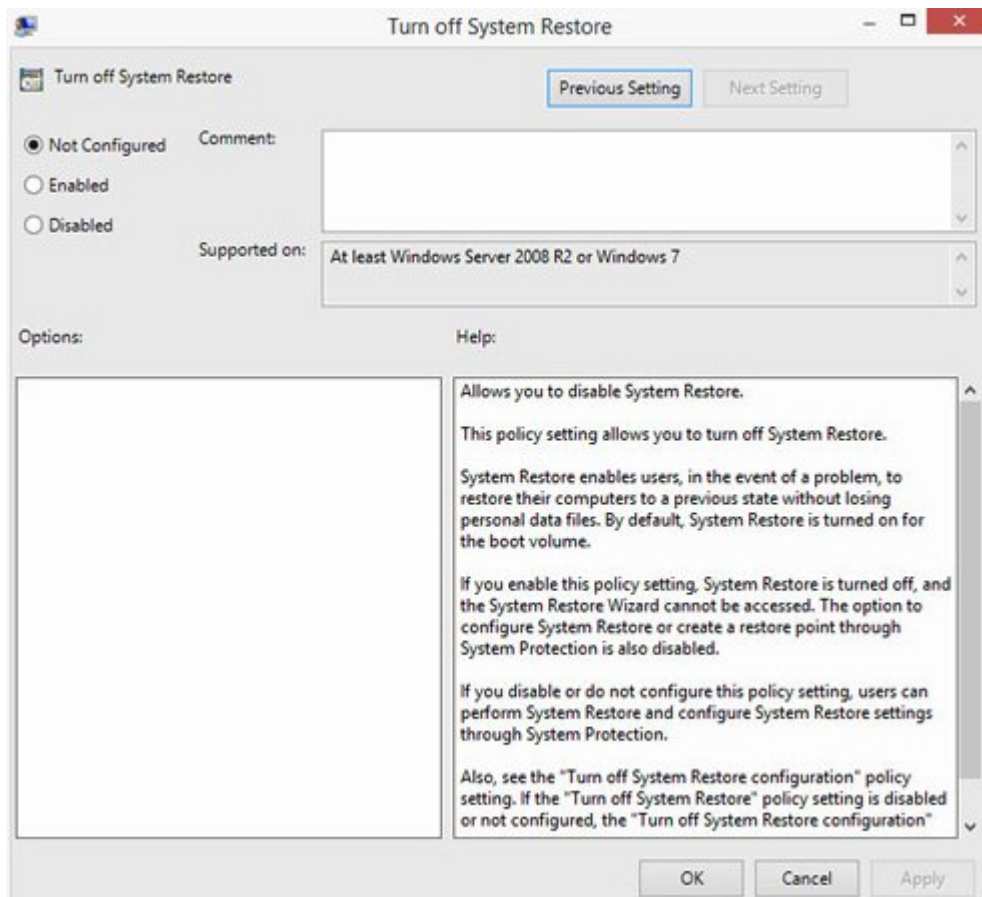 Turn off System Restore
Turn off System Restore
Previous Setting
Next Setting
Not Configured
Comment:
Enabled
Disabled
Supported on:
At least Windows Server 2008 R2 or Windows 7
Options:
Help:
Allows you to disable System Restore.
This policy setting allows you to turn off System Restore.
System Restore enables users, in the event of a problem, to
restore their computers to a previous state without losing
personal data files. By default, System Restore is turned on for
the boot volume.
If you enable this policy setting, System Restore is turned off, and
the System Restore Wizard cannot be accessed. The option to
configure System Restore or create a restore point through
System Protection is also disabled.
If you disable or do not configure this policy setting, users can
perform System Restore and configure System Restore settings
through System Protection.
Also, see the "Turn off System Restore configuration" policy
setting. If the "Turn off System Restore" policy setting is disabled
or not configured, the "Turn off System Restore configuration"
OK
Cancel
Apply